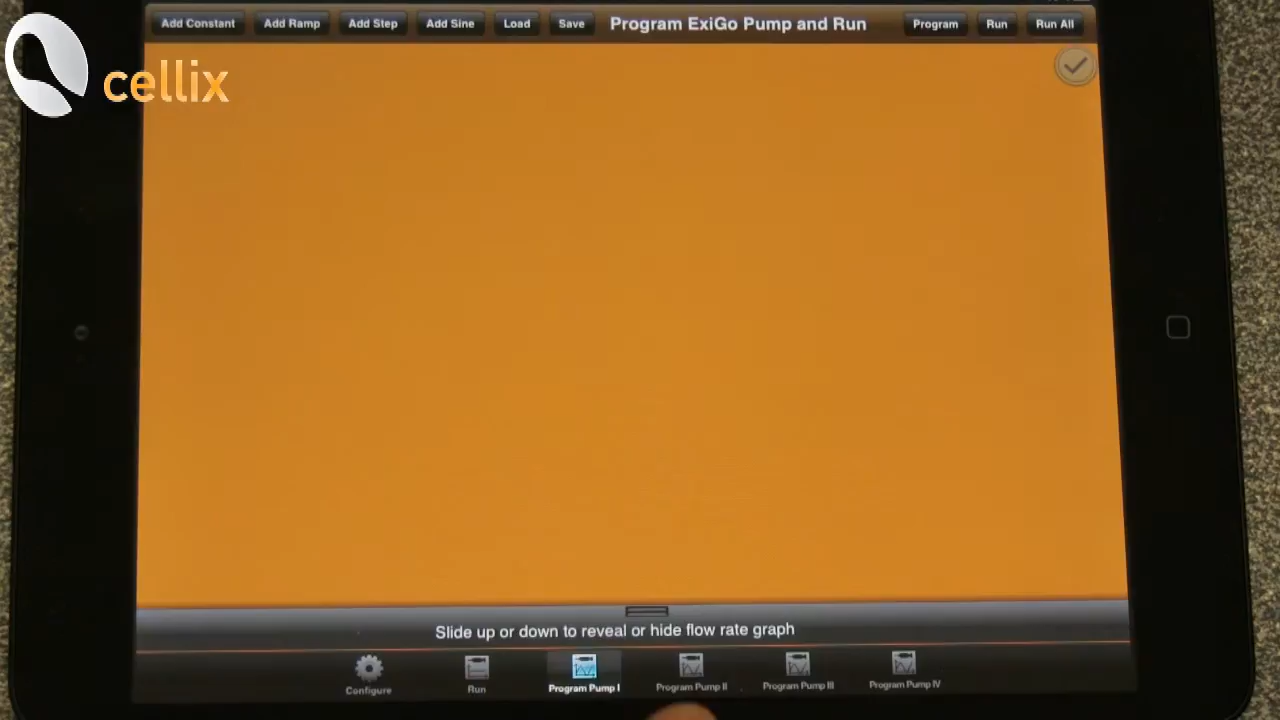 Add Constant Add Ramp Add Step Add Sine Load Save Program ExiGo Pump and Run Program Run Run All
cellix
Slide up or down to reveal or hide flow rate graph
Configure Run Program Pump I Program Pump II Program Pump III Program Pump IV